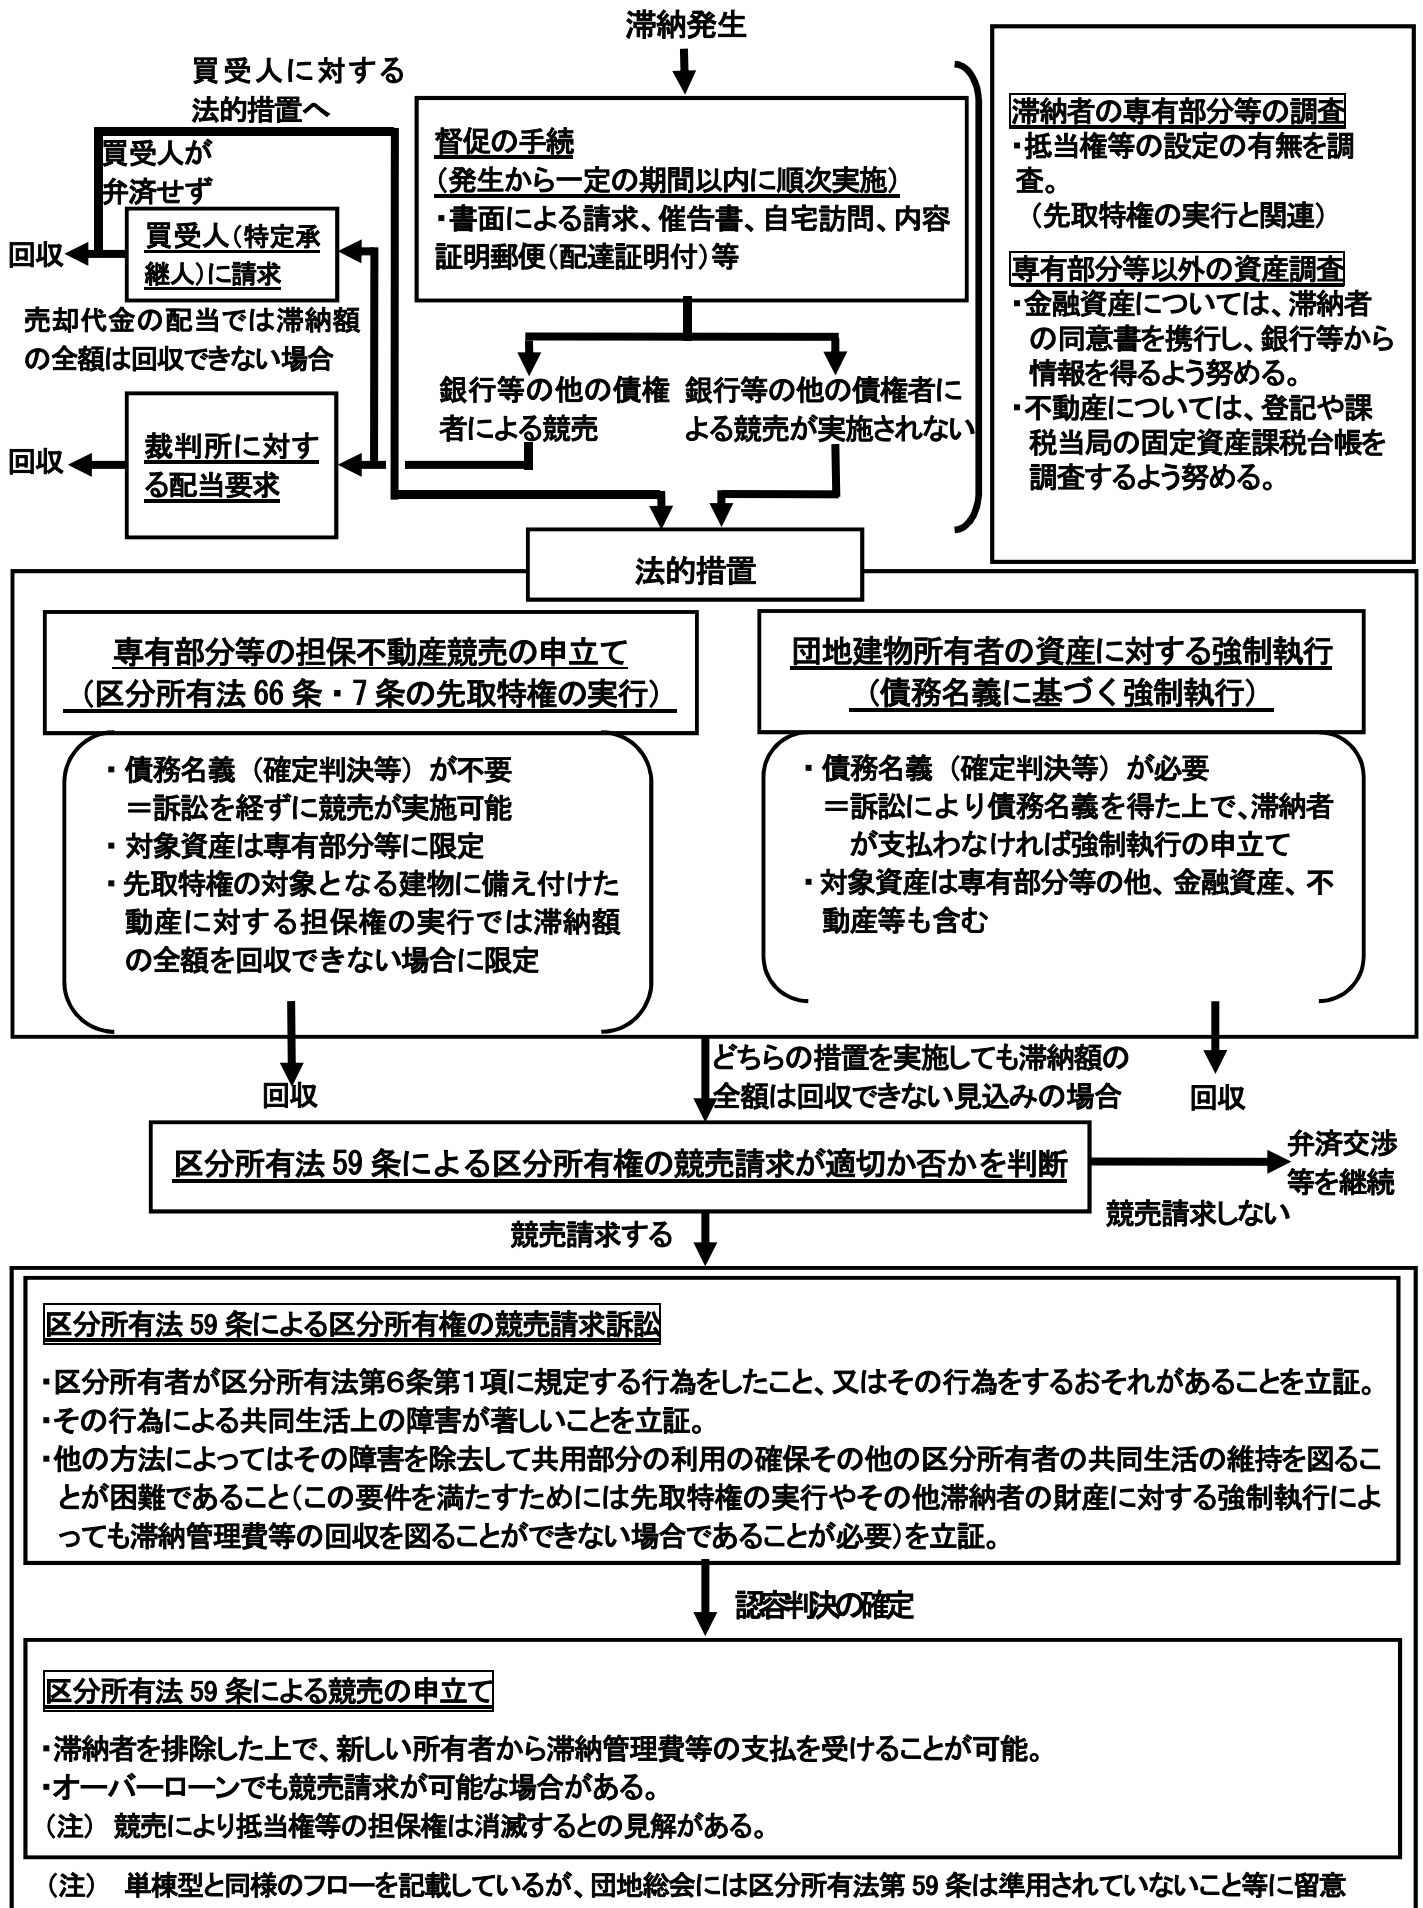 滞納発生
買受人に対する
法的措置へ
買受人が
弁済せず
回収
買受人（特定承
継人）に請求
売却代金の配当では滞納額
の全額は回収できない場合
回収
裁判所に対す
る配当要求
督促の手続
（発生から一定の期間以内に順次実施）
・書面による請求、催告書、自宅訪問、内容
証明郵便（配達証明付）等
銀行等の他の債権
者による競売
銀行等の他の債権者に
よる競売が実施されない
滞納者の専有部分等の調査
・抵当権等の設定の有無を調
査。
（先取特権の実行と関連）
専有部分等以外の資産調査
・金融資産については、滞納者
の同意書を携行し、銀行等から
情報を得るよう努める。
・不動産については、登記や課
税当局の固定資産課税台帳を
調査するよう努める。
法的措置
専有部分等の担保不動産競売の申立て
（区分所有法 66 条・7 条の先取特権の実行）
・債務名義（確定判決等）が不要
＝訴訟を経ずに競売が実施可能
・対象資産は専有部分等に限定
・先取特権の対象となる建物に備え付けた
動産に対する担保権の実行では滞納額
の全額を回収できない場合に限定
団地建物所有者の資産に対する強制執行
（債務名義に基づく強制執行）
・債務名義（確定判決等）が必要
＝訴訟により債務名義を得た上で、滞納者
が支払わなければ強制執行の申立て
・対象資産は専有部分等の他、金融資産、不
動産等も含む
回収
どちらの措置を実施しても滞納額の
全額は回収できない見込みの場合
回収
区分所有法 59 条による区分所有権の競売請求が適切か否かを判断
弁済交渉
等を継続
競売請求しない
競売請求する
区分所有法 59 条による区分所有権の競売請求訴訟
・区分所有者が区分所有法第６条第１項に規定する行為をしたこと、又はその行為をするおそれがあることを立証。
・その行為による共同生活上の障害が著しいことを立証。
・他の方法によってはその障害を除去して共用部分の利用の確保その他の区分所有者の共同生活の維持を図るこ
とが困難であること（この要件を満たすためには先取特権の実行やその他滞納者の財産に対する強制執行によ
っても滞納管理費等の回収を図ることができない場合であることが必要）を立証。
認容判決の確定
区分所有法 59 条による競売の申立て
・滞納者を排除した上で、新しい所有者から滞納管理費等の支払を受けることが可能。
・オーバーローンでも競売請求が可能な場合がある。
（注） 競売により抵当権等の担保権は消滅するとの見解がある。
（注） 単棟型と同様のフローを記載しているが、団地総会には区分所有法第 59 条は準用されていないこと等に留意